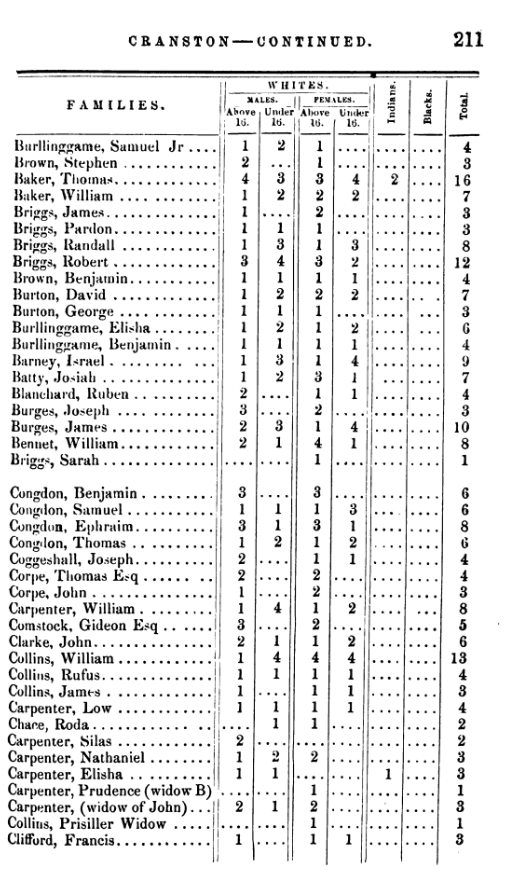 CRANSTON—CONTINUED. 211
FAMILIES. WHITES. Indians. Blacks. Total.
MALES. FEMALES.
Above 16. Under 16. Above 16. Under 16.
Burllinggame, Samuel Jr .... 1 2 1 .... .... .... 4
Brown, Stephen ............ 2 ... 1 .... .... .... 3
Baker, Thomas............. 4 3 3 4 2 .... 16
Baker, William ............ 1 2 2 2 .... .... 7
Briggs, James.............. 1 .... 2 .... .... .... 3
Briggs, Pardon............. 1 1 1 .... .... .... 3
Briggs, Randall ............ 1 3 1 3 .... .... 8
Briggs, Robert ............. 3 4 3 2 .... .... 12
Brown, Benjamin........... 1 1 1 1 .... .... 4
Burton, David ............. 1 2 2 2 .... .... 7
Burton, George ............ 1 1 1 .... .... ... 3
Burllinggame, Elisha ........ 1 2 1 2 .... .... 6
Burllinggame, Benjamin ..... 1 1 1 1 .... .... 4
Barney, Israel .............. 1 3 1 4 .... .... 9
Batty, Josiah .............. 1 2 3 1 ... .... 7
Blanchard, Ruben .......... 2 .... 1 1 .... .... 4
Burges, Joseph ............ 3 .... 2 .... .... .... 3
Burges, James ............. 2 3 1 4 .... .... 10
Bennet, William............ 2 1 4 1 .... .... 8
Briggs, Sarah .............. .... .... 1 .... .... .... 1
Congdon, Benjamin ......... 3 .... 3 .... .... .... 6
Congdon, Samuel ........... 1 1 1 3 .... .... 6
Congdon, Ephraim.......... 3 1 3 1 .... .... 8
Congdon, Thomas .......... 1 2 1 2 .... .... 6
Coggeshall, Joseph.......... 2 .... 1 1 .... .... 4
Corpe, Thomas Esq ........ 2 .... 2 .... .... .... 4
Corpe, John ............... 1 .... 2 .... .... .... 3
Carpenter, William ......... 1 4 1 2 .... ... 8
Comstock, Gideon Esq ...... 3 .... 2 .... .... .... 5
Clarke, John............... 2 1 1 2 .... .... 6
Collins, William ............ 1 4 4 4 .... .... 13
Collins, Rufus.............. 1 1 1 1 .... .... 4
Collins, James ............. 1 .... 1 1 .... .... 3
Carpenter, Low ............ 1 1 1 1 .... .... 4
Chace, Roda............... .... 1 1 .... .... .... 2
Carpenter, Silas ............ 2 .... .... .... .... .... 2
Carpenter, Nathaniel ........ 1 2 2 .... .... .... 3
Carpenter, Elisha .......... 1 1 .... .... 1 .... 3
Carpenter, Prudence (widow B) .... .... 1 .... .... .... 1
Carpenter, (widow of John)... 2 1 2 .... .... .... 3
Collins, Prisiller Widow ..... .... .... 1 .... .... .... 1
Clifford, Francis............ 1 .... 1 1 .... .... 3